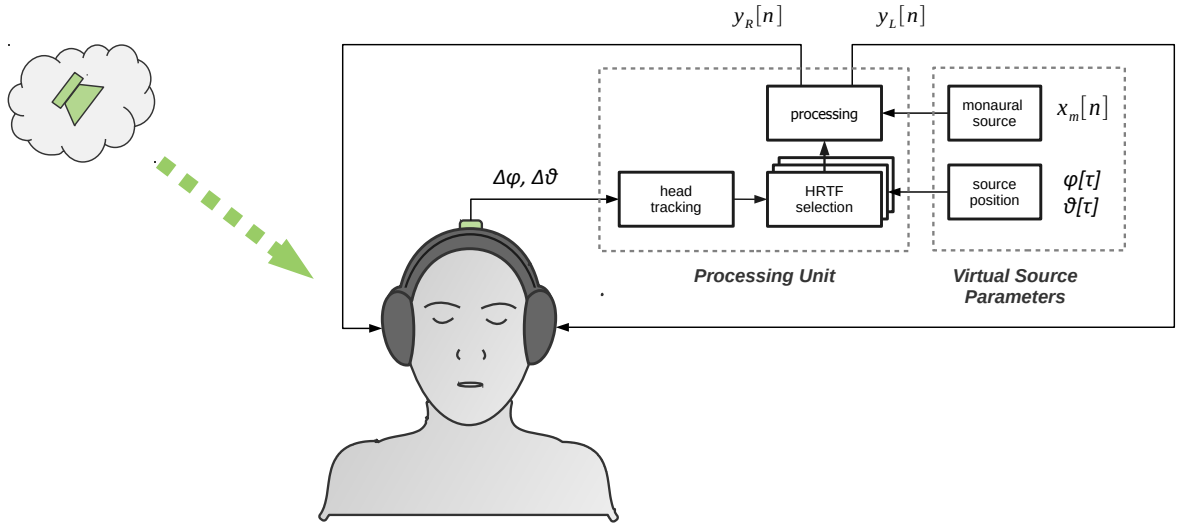 y_R[n]
y_L[n]
processing
monaural
source
x_m[n]
Δφ, Δϑ
head
tracking
HRTF
selection
source
position
φ[τ]
ϑ[τ]
Processing Unit
Virtual Source
Parameters